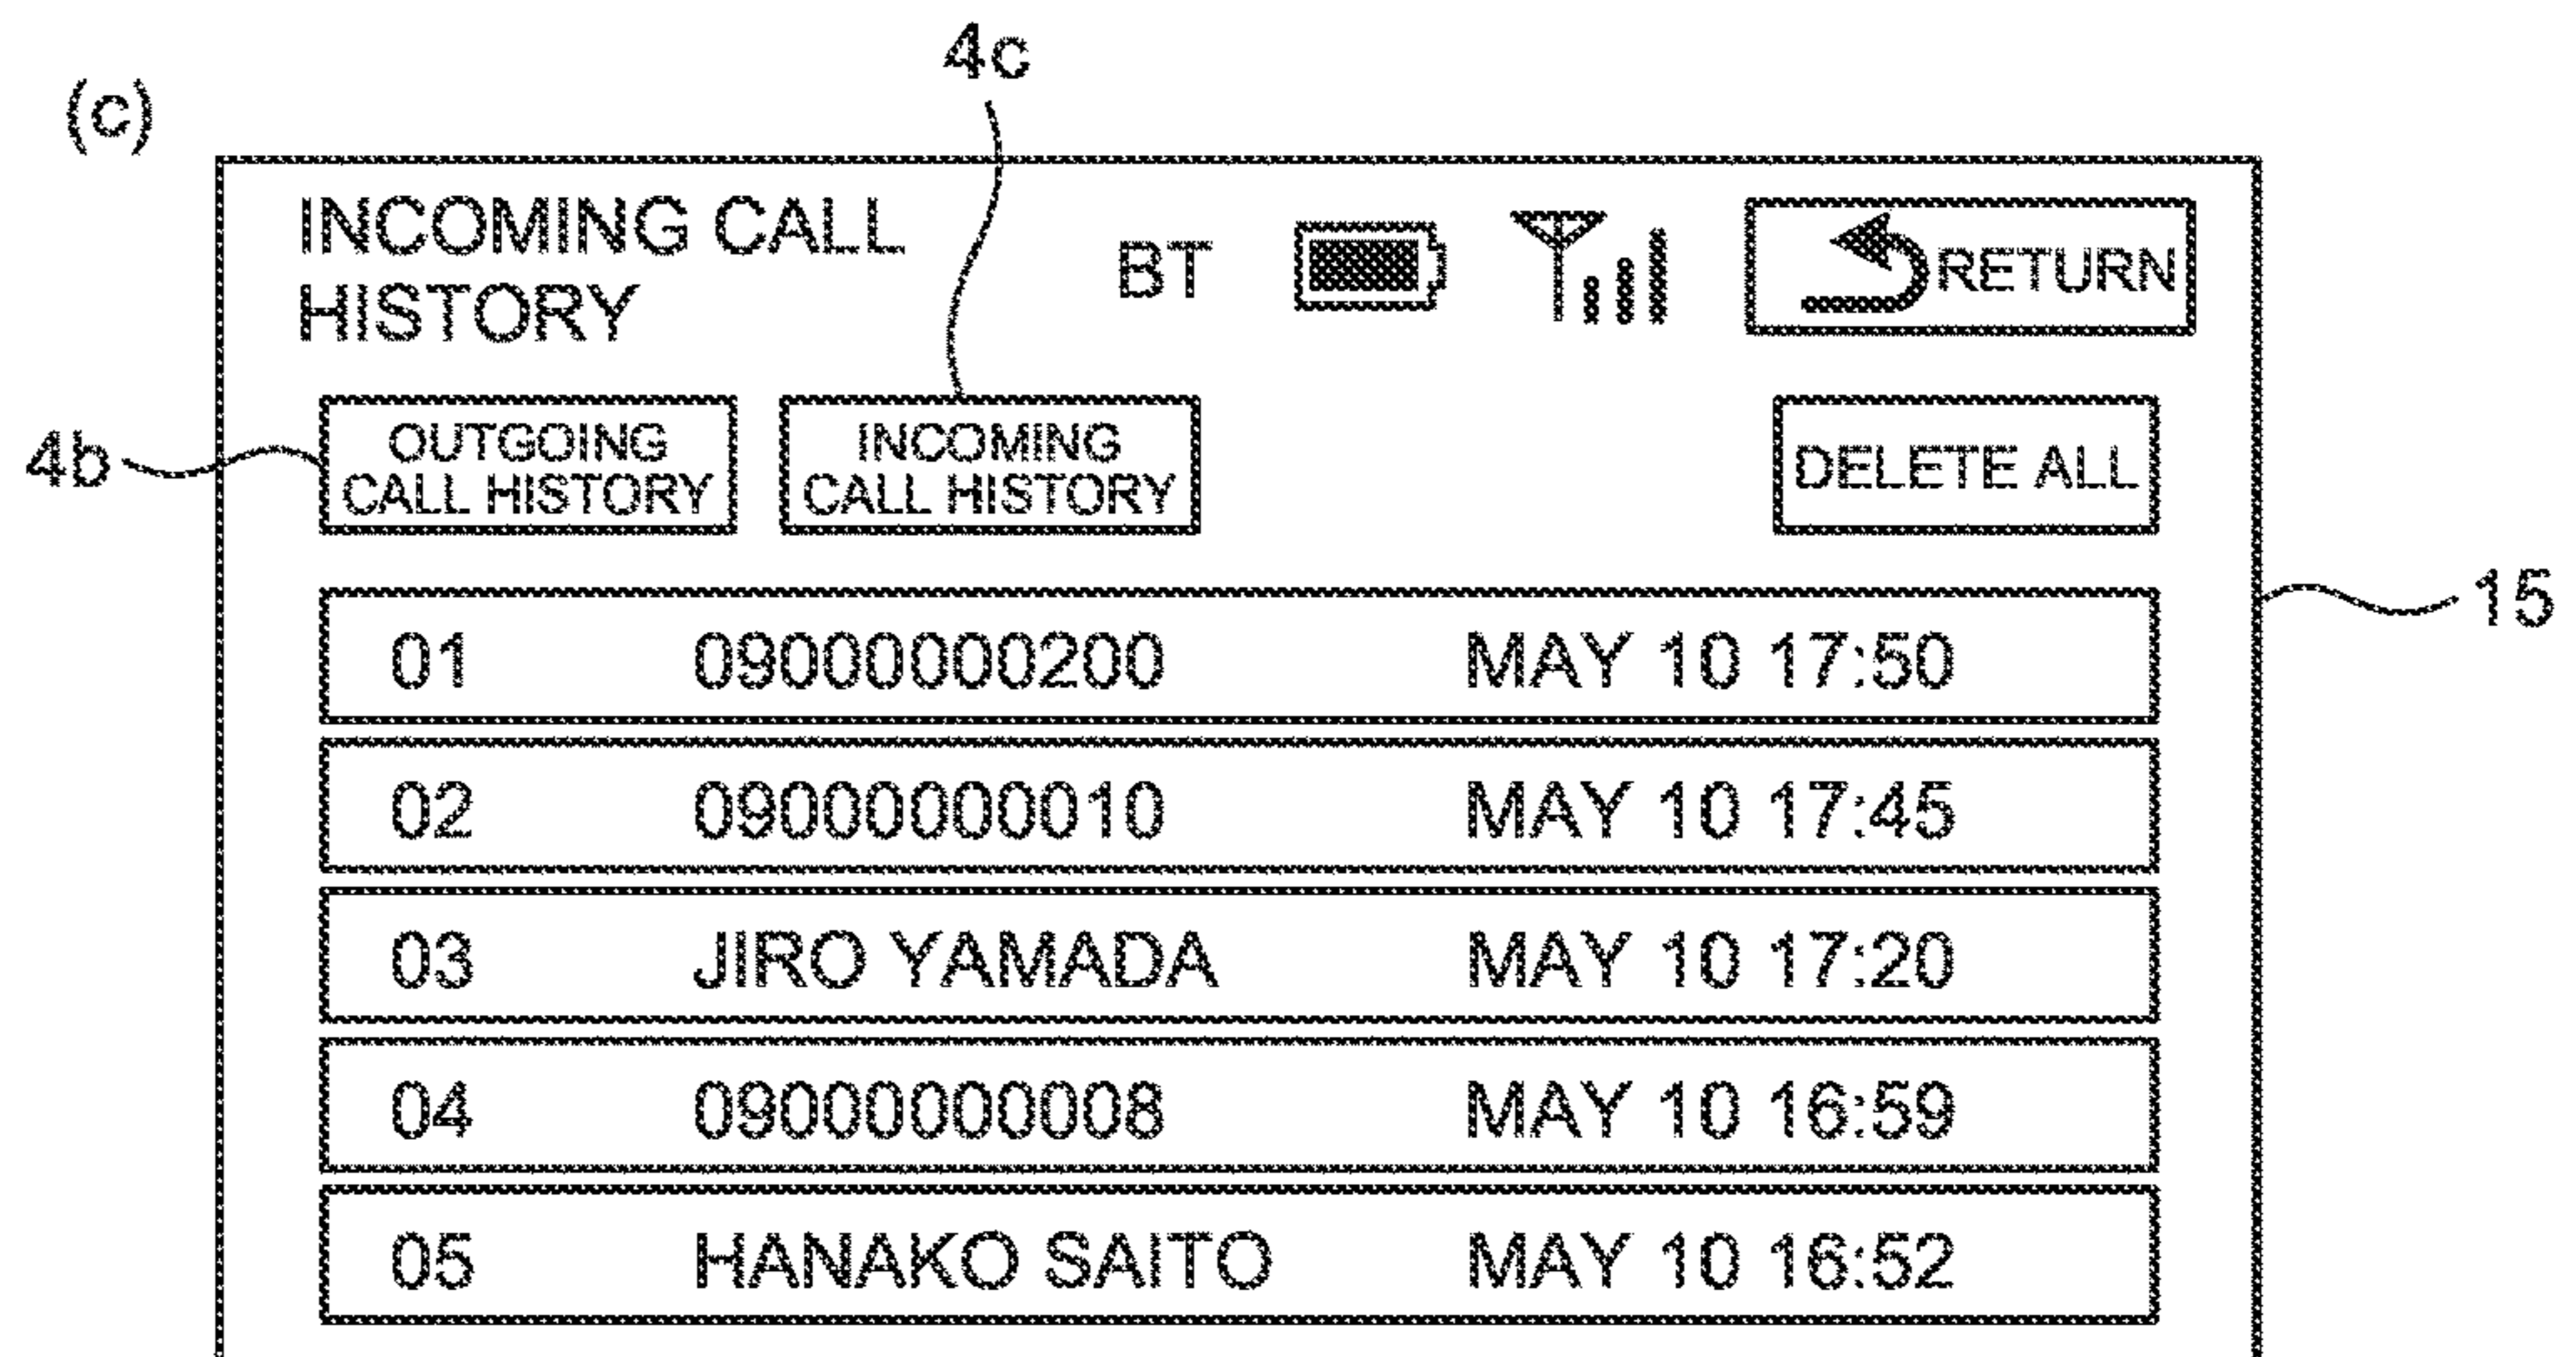 4c
(c)
INCOMING CALL
HISTORY
BT
RETURN
4b
OUTGOING
CALL HISTORY
INCOMING
CALL HISTORY
DELETE ALL
15
01 09000000200 MAY 10 17:50
02 09000000010 MAY 10 17:45
03 JIRO YAMADA MAY 10 17:20
04 09000000008 MAY 10 16:59
05 HANAKO SAITO MAY 10 16:52